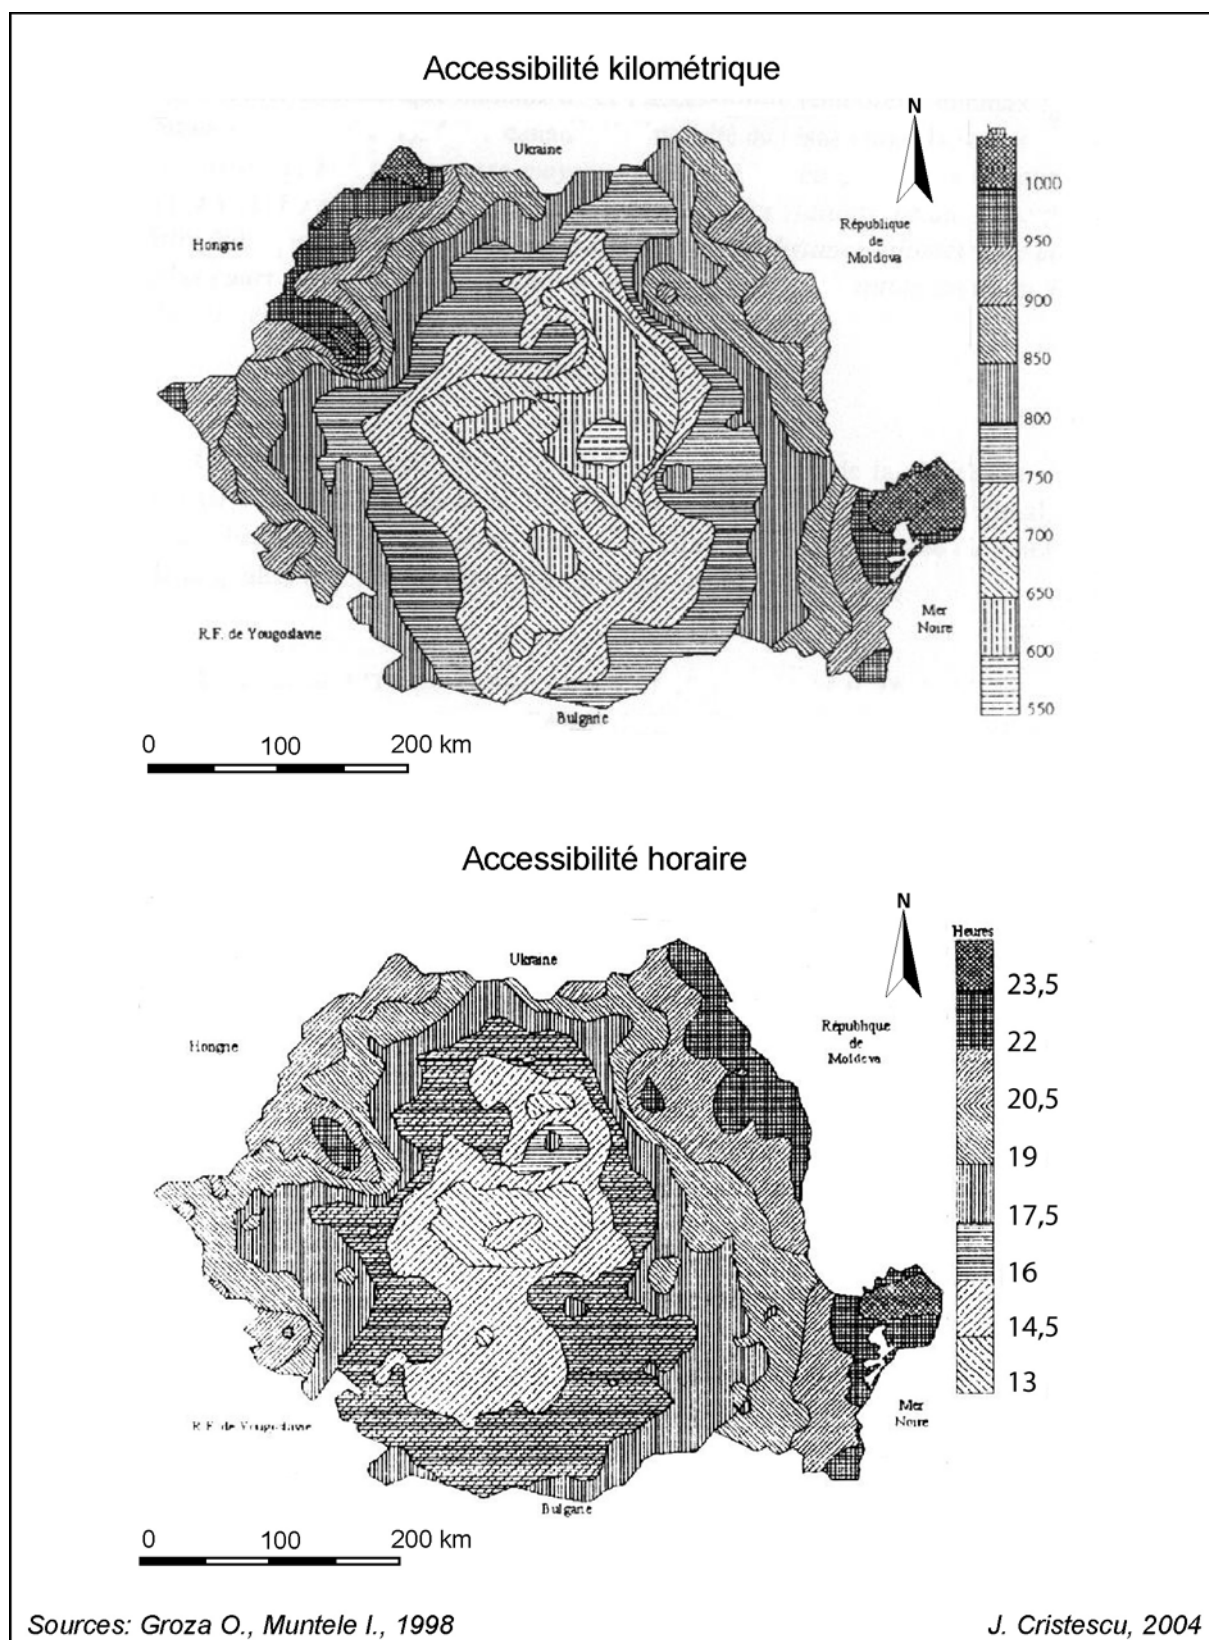 Accessibilité kilométrique
N
km
Ukraine
1000
République
de
Moldova
Hongrie
950
900
850
800
750
700
650
Mer
Noire
R.F. de Yougoslavie
600
550
Bulgarie
0 100 200 km
Accessibilité horaire
N
Heures
Ukraine
23,5
République
de
Moldova
22
Hongrie
20,5
19
17,5
16
14,5
13
Mer
Noire
R.F. de Yougoslavie
Bulgarie
0 100 200 km
Sources: Groza O., Muntele I., 1998
J. Cristescu, 2004